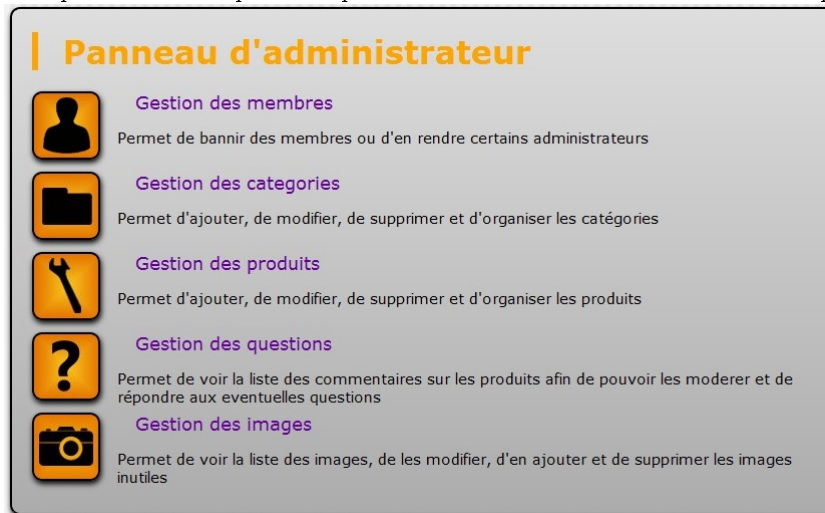 Panneau d'administrateur
Gestion des membres
Permet de bannir des membres ou d'en rendre certains administrateurs
Gestion des categories
Permet d'ajouter, de modifier, de supprimer et d'organiser les catégories
Gestion des produits
Permet d'ajouter, de modifier, de supprimer et d'organiser les produits
Gestion des questions
Permet de voir la liste des commentaires sur les produits afin de pouvoir les moderer et de
répondre aux eventuelles questions
Gestion des images
Permet de voir la liste des images, de les modifier, d'en ajouter et de supprimer les images
inutiles